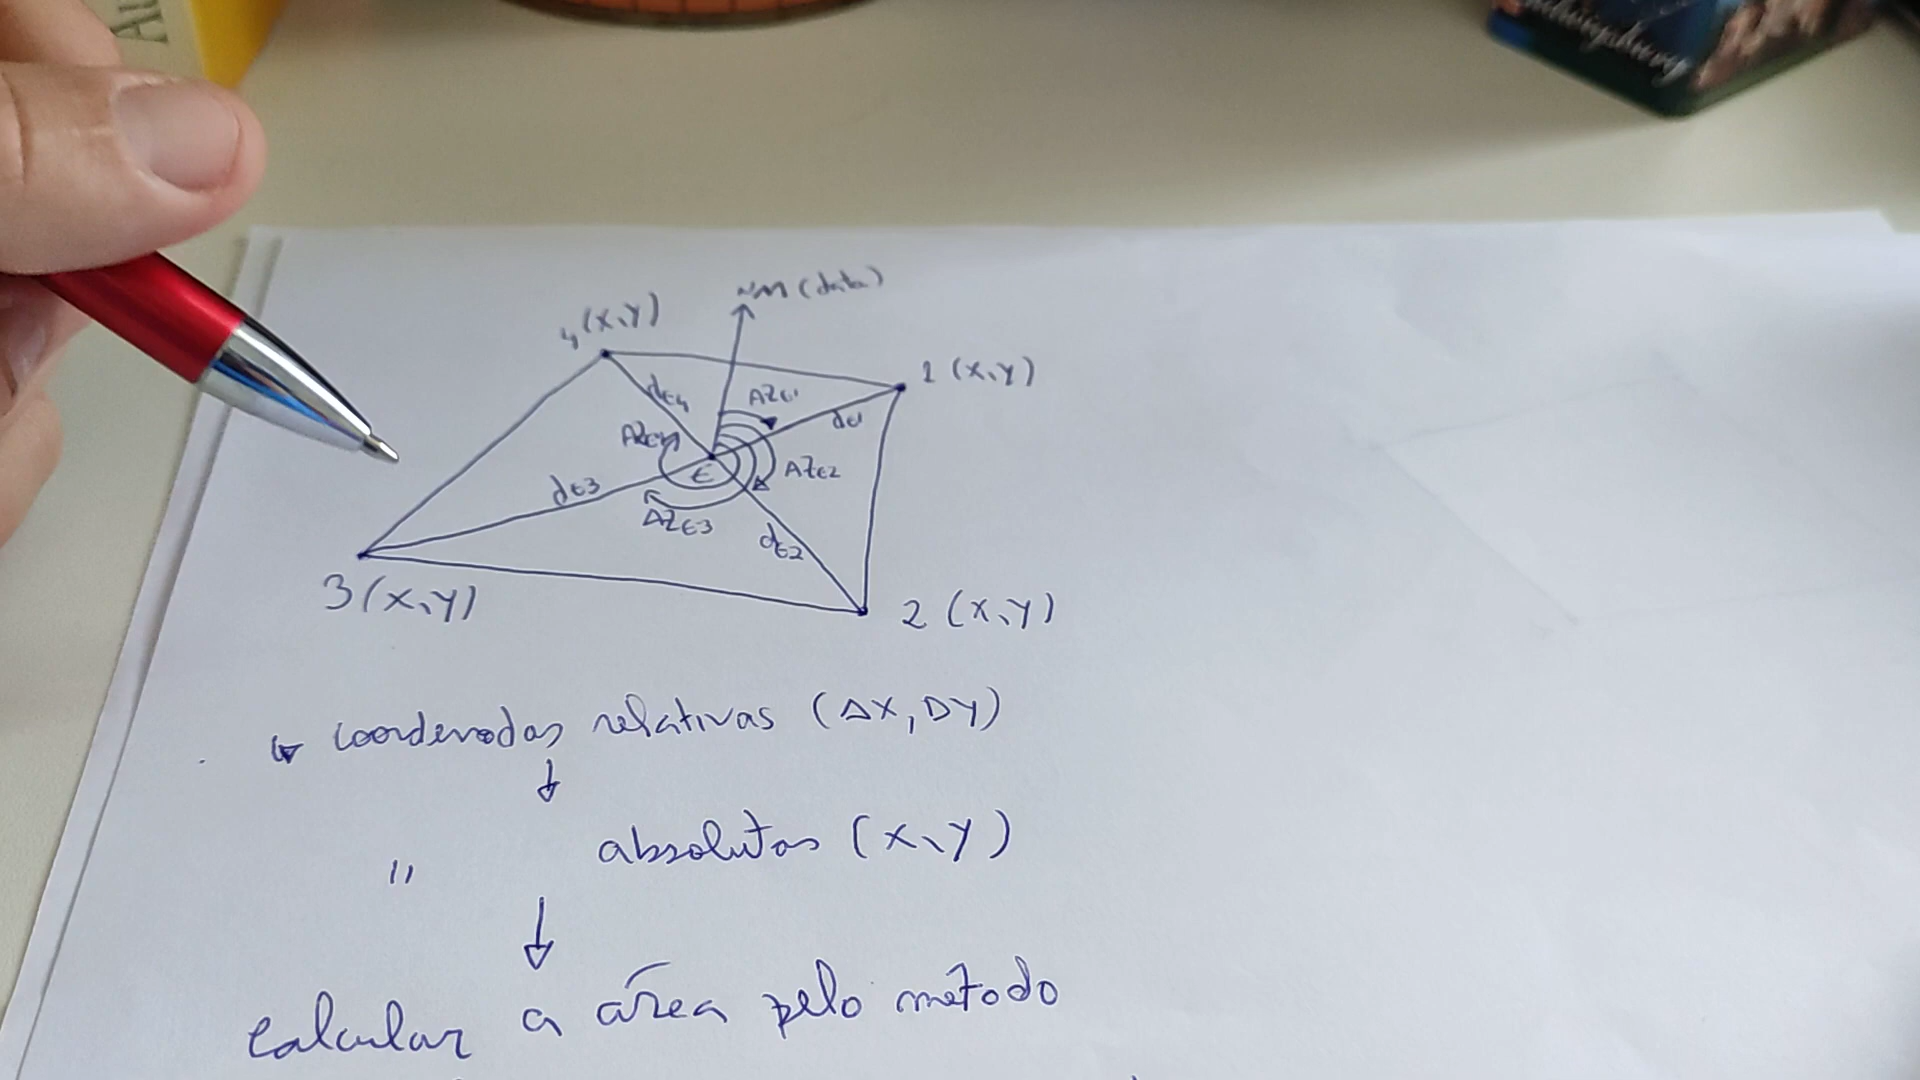 NM (data)
4 (X,Y)
1 (X,Y)
dE4
AZE1
dE1
AZE4
E
AZE2
dE3
AZE3
dE2
3 (X,Y)
2 (X,Y)
coordenadas relativas (ΔX, ΔY)
↓
" absolutas (X,Y)
↓
calcular a área pelo método